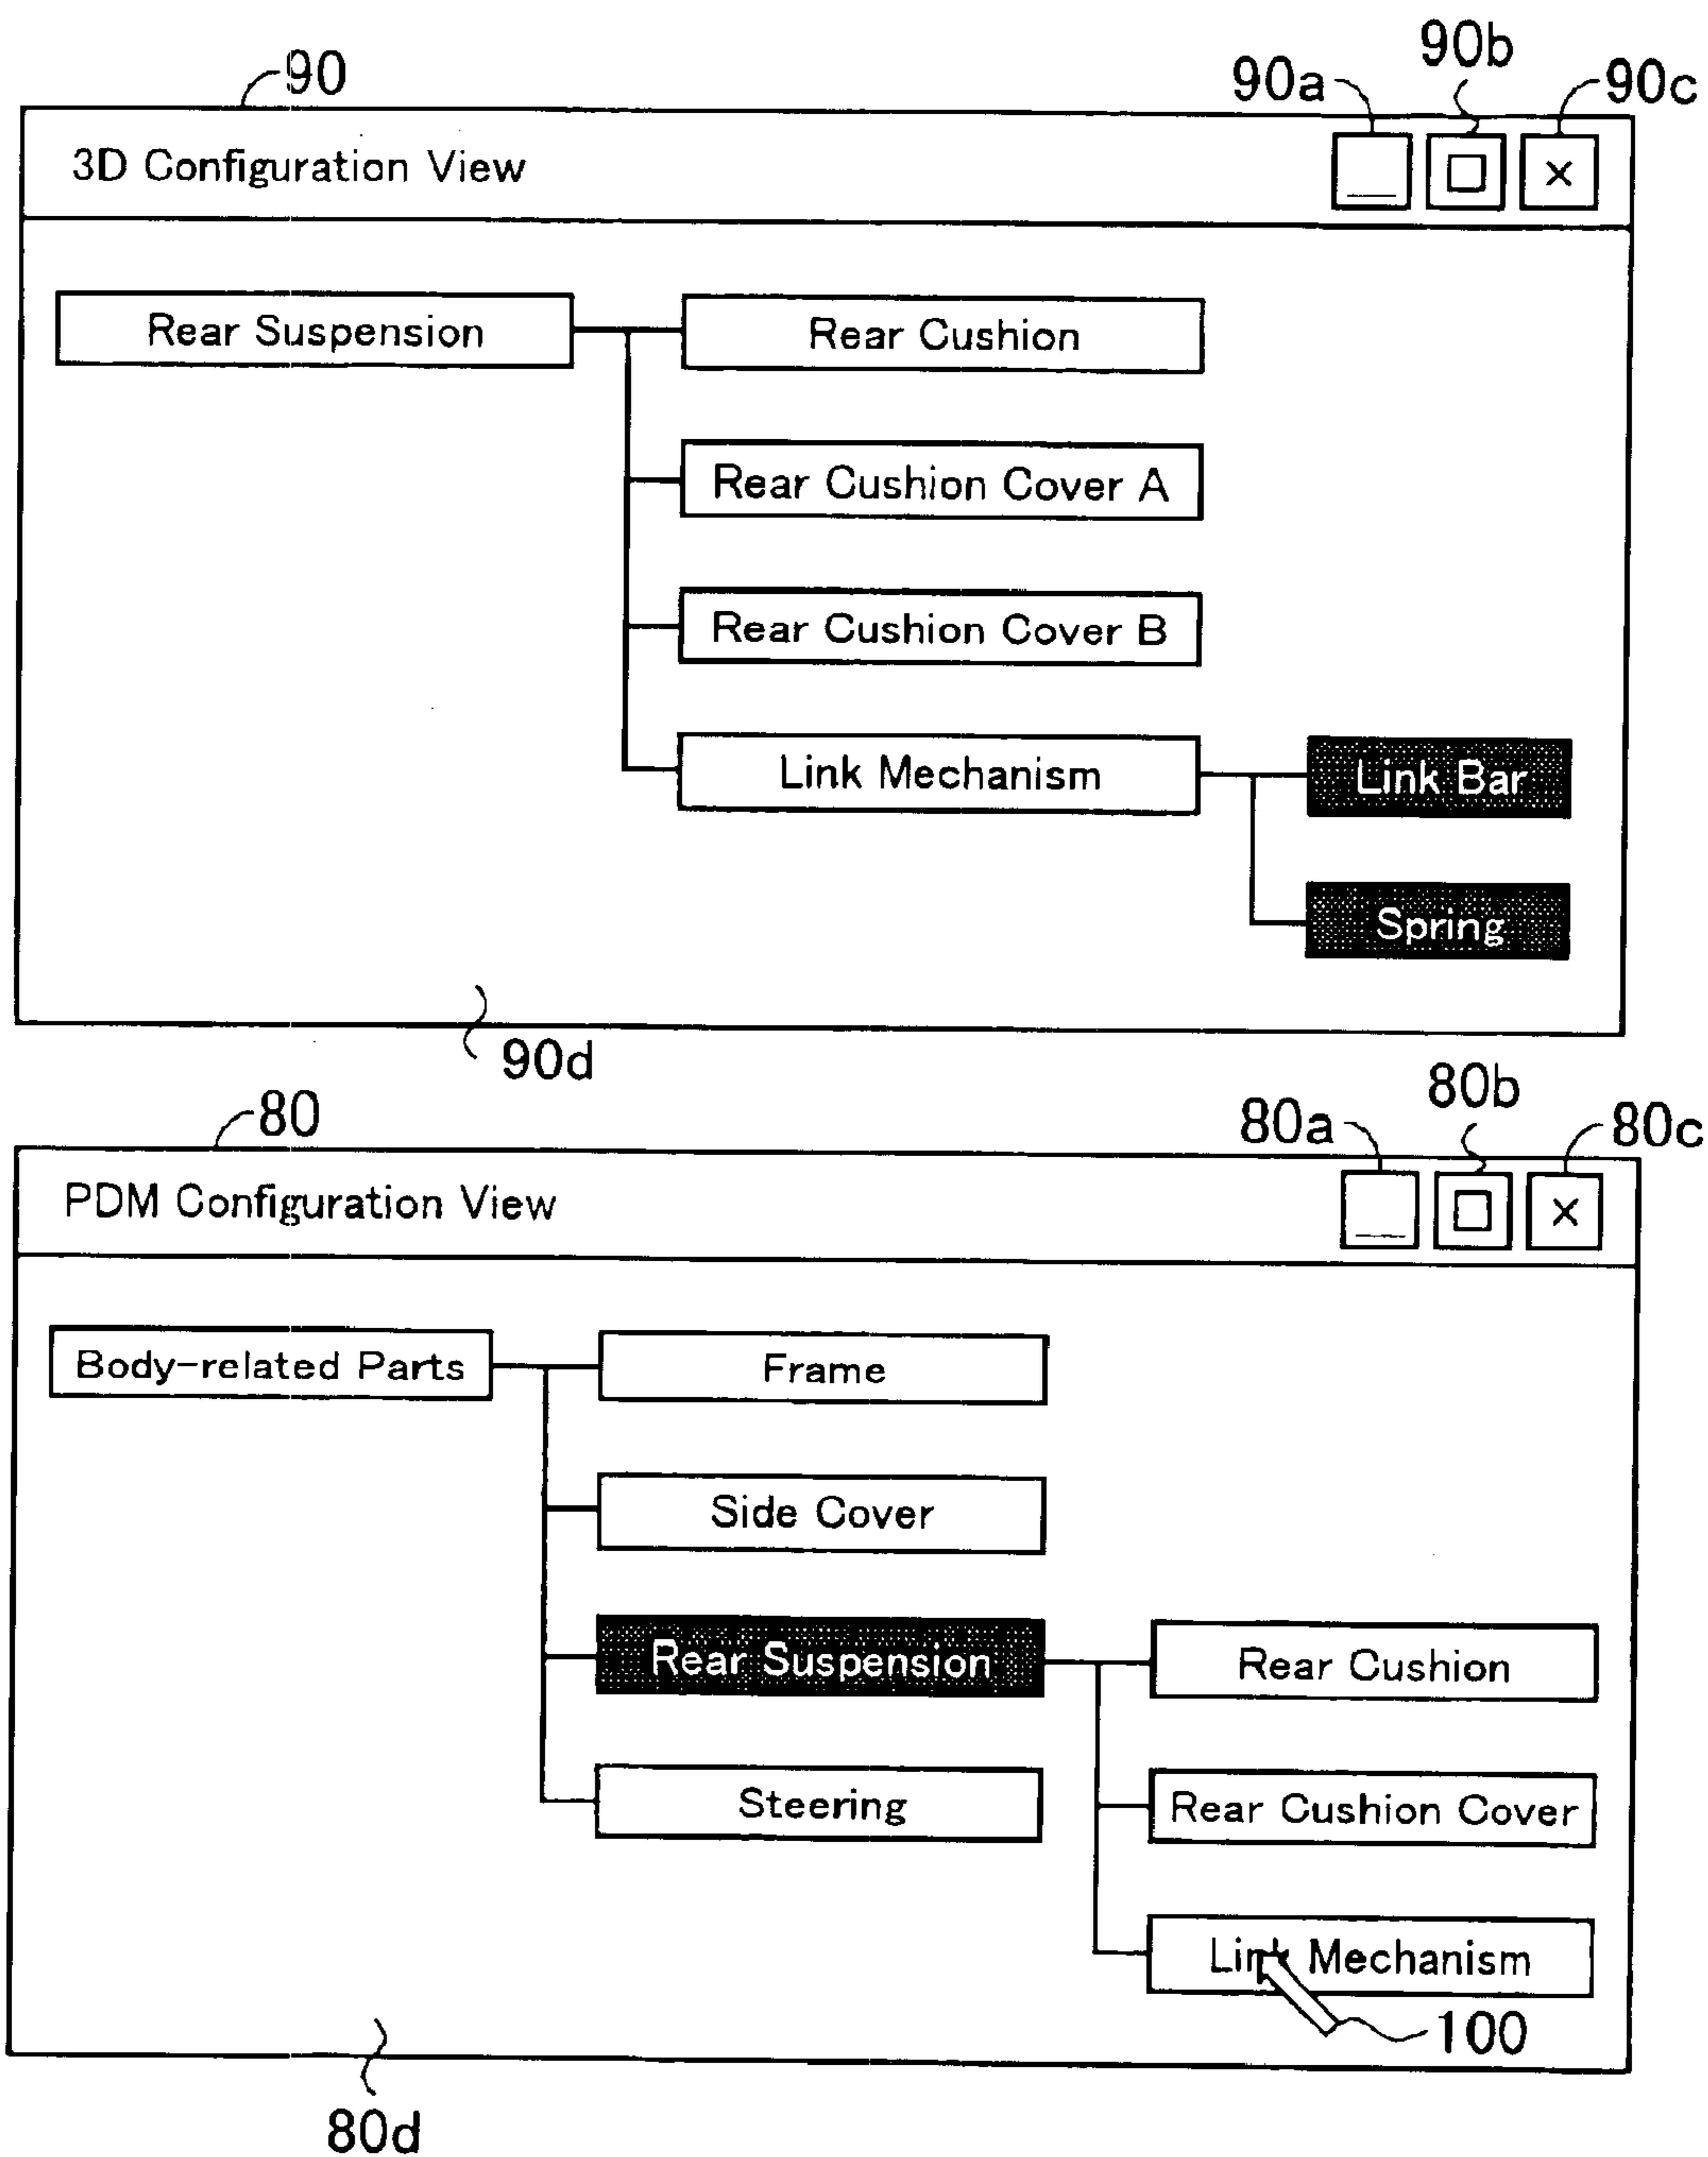 90
90a
90b
90c
3D Configuration View
×
Rear Suspension
Rear Cushion
Rear Cushion Cover A
Rear Cushion Cover B
Link Mechanism
Link Bar
Spring
90d
80
80a
80b
80c
PDM Configuration View
×
Body-related Parts
Frame
Side Cover
Rear Suspension
Rear Cushion
Steering
Rear Cushion Cover
Link Mechanism
100
80d